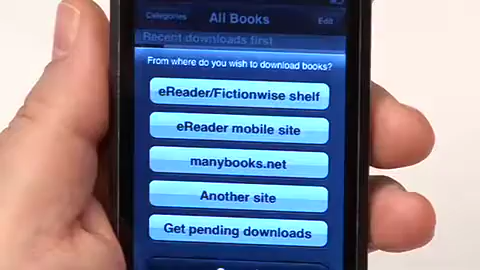 Categories All Books Edit
Recent downloads first
From where do you wish to download books?
eReader/Fictionwise shelf
eReader mobile site
manybooks.net
Another site
Get pending downloads